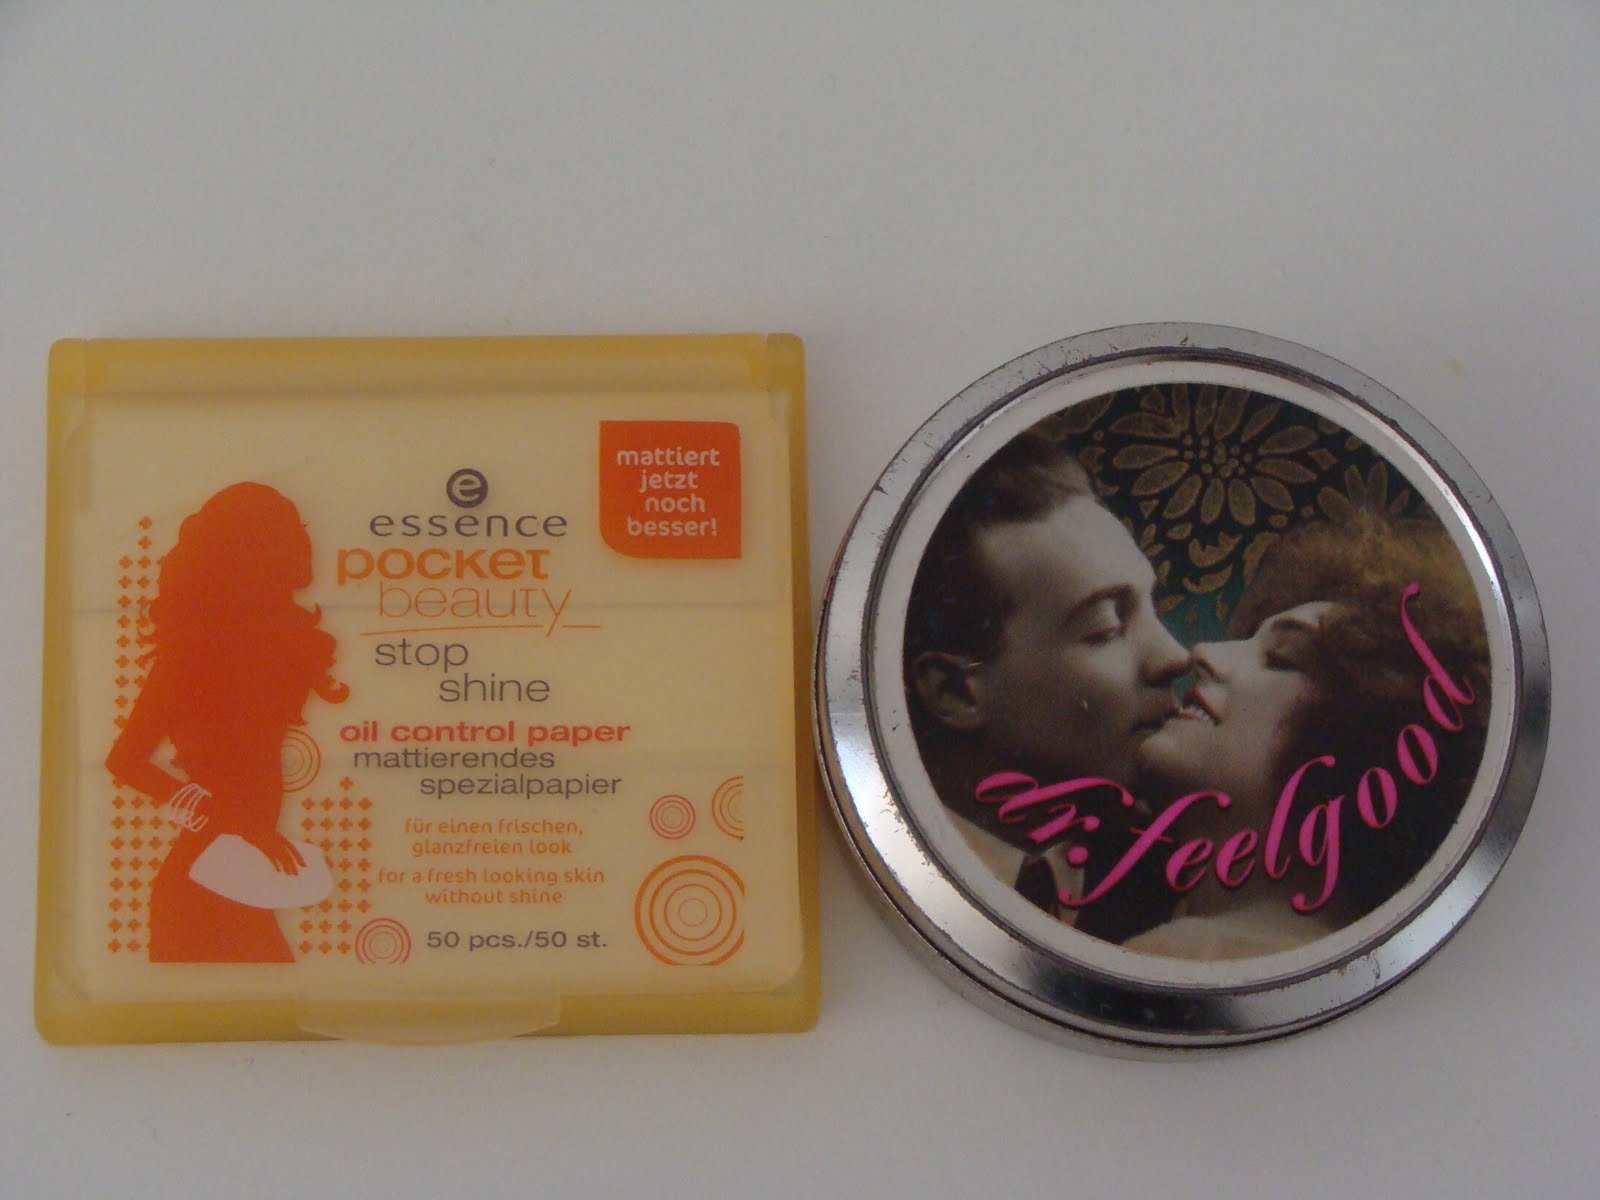 e
essence
pocket
beauty_
stop
shine
oil control paper
mattierendes
spezialpapier
für einen frischen,
glanzfreien look
for a fresh looking skin
without shine
50 pcs./50 st.
mattiert
jetzt
noch
besser!
dr.feelgood